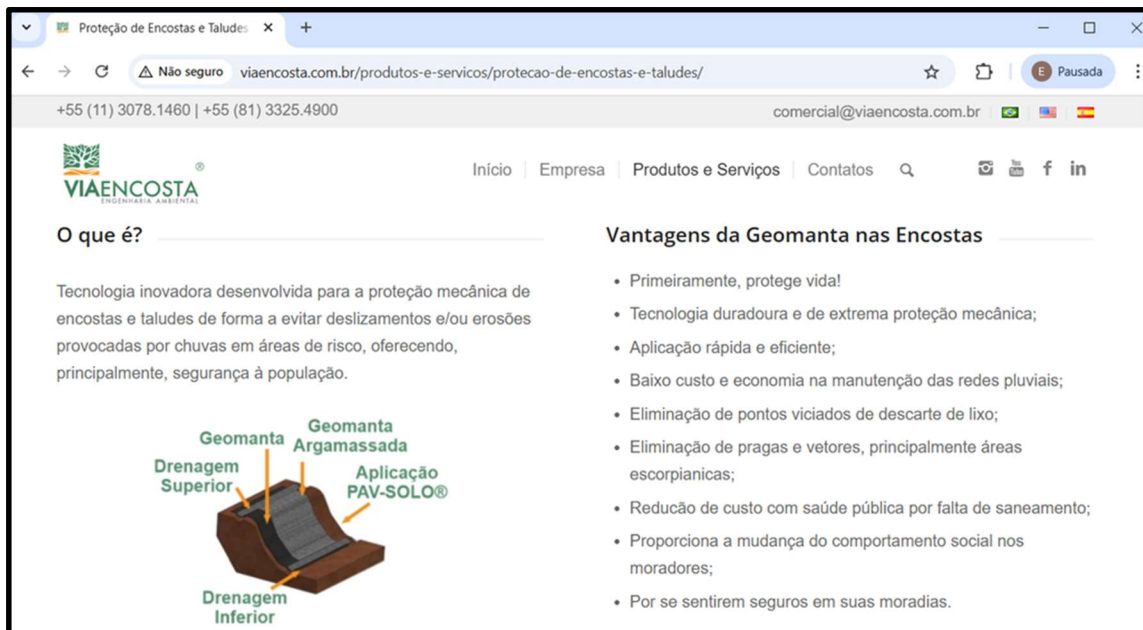 Proteção de Encostas e Taludes
Não seguro viaencosta.com.br/produtos-e-servicos/protecao-de-encostas-e-taludes/
E Pausada
+55 (11) 3078.1460 | +55 (81) 3325.4900
comercial@viaencosta.com.br
VIAENCOSTA ®
ENGENHARIA AMBIENTAL
Início Empresa Produtos e Serviços Contatos
You Tube f in
O que é?
Tecnologia inovadora desenvolvida para a proteção mecânica de
encostas e taludes de forma a evitar deslizamentos e/ou erosões
provocadas por chuvas em áreas de risco, oferecendo,
principalmente, segurança à população.
Geomanta
Geomanta
Argamassada
Drenagem
Superior
Aplicação
PAV-SOLO®
Drenagem
Inferior
Vantagens da Geomanta nas Encostas
• Primeiramente, protege vida!
• Tecnologia duradoura e de extrema proteção mecânica;
• Aplicação rápida e eficiente;
• Baixo custo e economia na manutenção das redes pluviais;
• Eliminação de pontos viciados de descarte de lixo;
• Eliminação de pragas e vetores, principalmente áreas
escorpianicas;
• Redução de custo com saúde pública por falta de saneamento;
• Proporciona a mudança do comportamento social nos
moradores;
• Por se sentirem seguros em suas moradias.